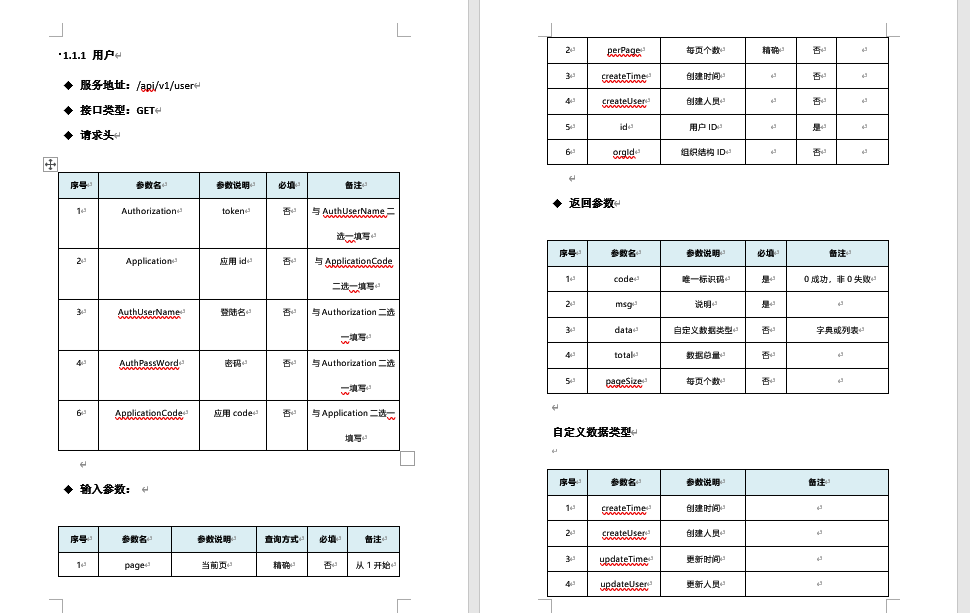 1.1.1 用户
◆ 服务地址：/api/v1/user
◆ 接口类型：GET
◆ 请求头
序号 参数名 参数说明 必填 备注
1 Authorization token 否 与 AuthUserName 二
选一填写
2 Application 应用 id 否 与 ApplicationCode
二选一填写
3 AuthUserName 登陆名 否 与 Authorization 二选
一填写
4 AuthPassWord 密码 否 与 Authorization 二选
一填写
6 ApplicationCode 应用 code 否 与 Application 二选一
填写
◆ 输入参数：
序号 参数名 参数说明 查询方式 必填 备注
1 page 当前页 精确 否 从 1 开始
2 perPage 每页个数 精确 否
3 createTime 创建时间 否
4 createUser 创建人员 否
5 id 用户 ID 是
6 orgId 组织结构 ID 否
◆ 返回参数
序号 参数名 参数说明 必填 备注
1 code 唯一标识码 是 0 成功，非 0 失败
2 msg 说明 是
3 data 自定义数据类型 否 字典或列表
4 total 数据总量 否
5 pageSize 每页个数 否
自定义数据类型
序号 参数名 参数说明 备注
1 createTime 创建时间
2 createUser 创建人员
3 updateTime 更新时间
4 updateUser 更新人员